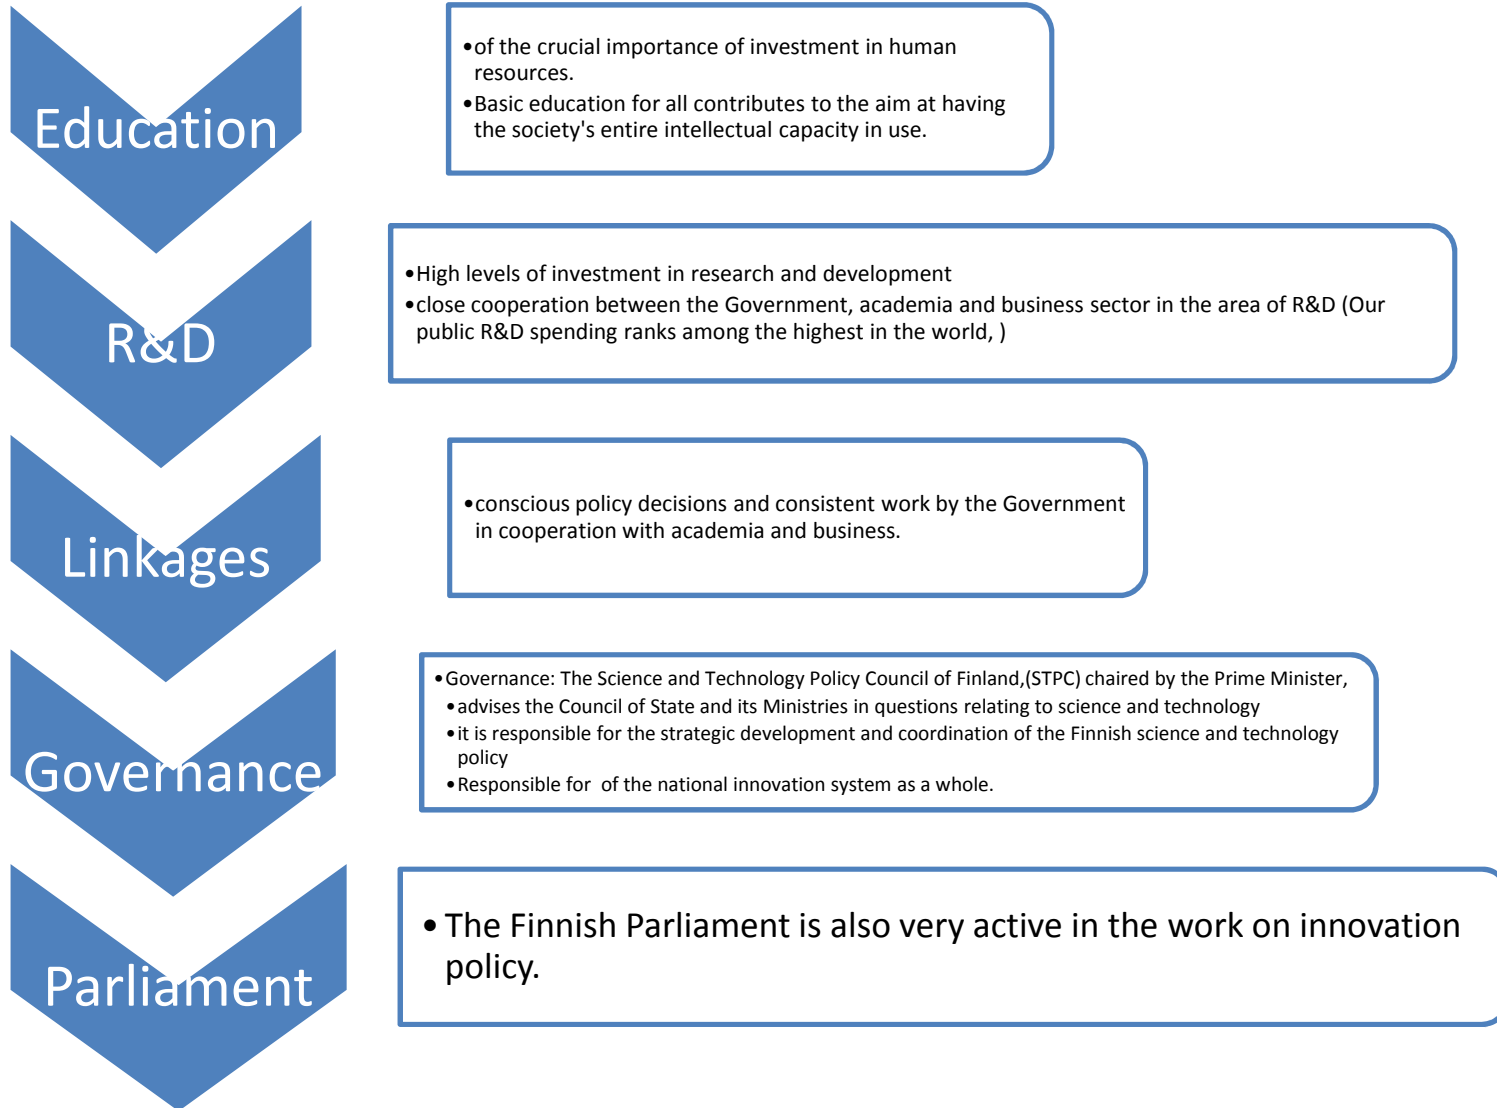 Education
•of the crucial importance of investment in human
resources.
•Basic education for all contributes to the aim at having
the society's entire intellectual capacity in use.
R&D
•High levels of investment in research and development
•close cooperation between the Government, academia and business sector in the area of R&D (Our
public R&D spending ranks among the highest in the world, )
Linkages
•conscious policy decisions and consistent work by the Government
in cooperation with academia and business.
Governance
•Governance: The Science and Technology Policy Council of Finland,(STPC) chaired by the Prime Minister,
•advises the Council of State and its Ministries in questions relating to science and technology
•it is responsible for the strategic development and coordination of the Finnish science and technology
policy
•Responsible for  of the national innovation system as a whole.
Parliament
•The Finnish Parliament is also very active in the work on innovation
policy.